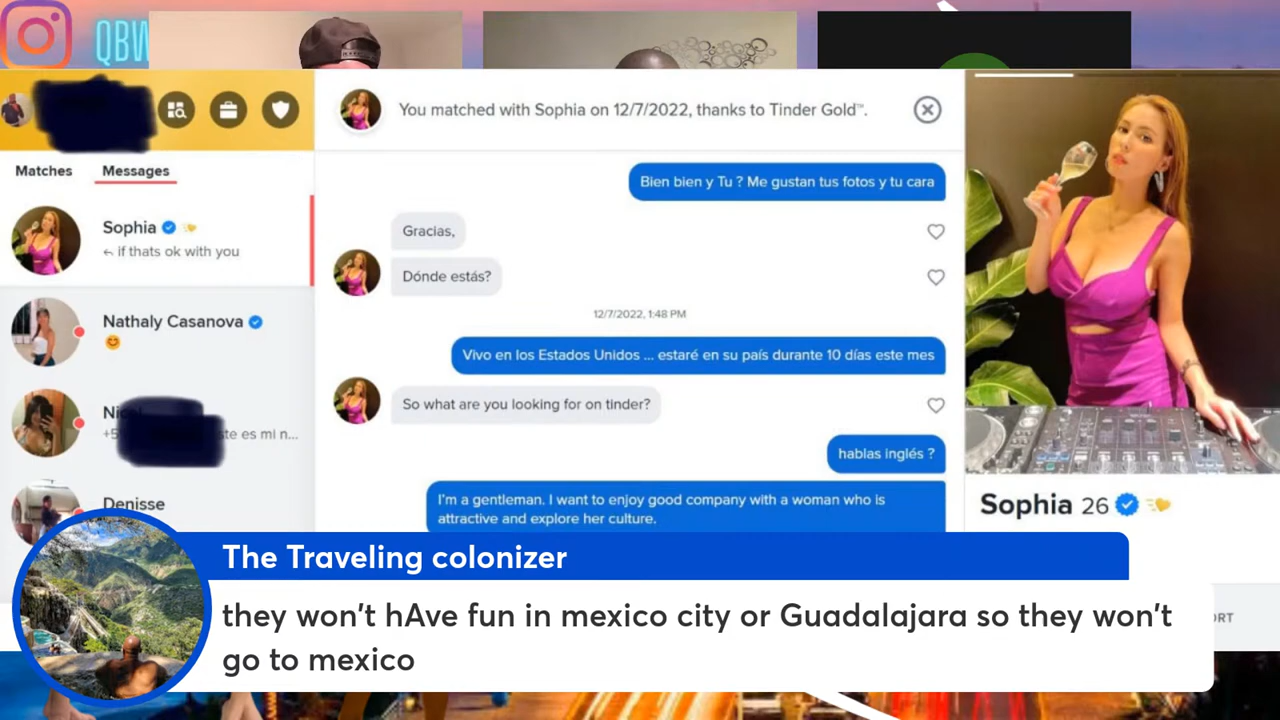 QBW
You matched with Sophia on 12/7/2022, thanks to Tinder Gold™.
Matches
Messages
Bien bien y Tu ? Me gustan tus fotos y tu cara
Sophia
if thats ok with you
Gracias,
Dónde estás?
12/7/2022, 1:48 PM
Nathaly Casanova
Vivo en los Estados Unidos ... estaré en su país durante 10 días este mes
So what are you looking for on tinder?
+5
te es mi n...
hablas inglés ?
I'm a gentleman. I want to enjoy good company with a woman who is
attractive and explore her culture.
Denisse
Sophia 26
The Traveling colonizer
they won't hAve fun in mexico city or Guadalajara so they won't
go to mexico
ORT